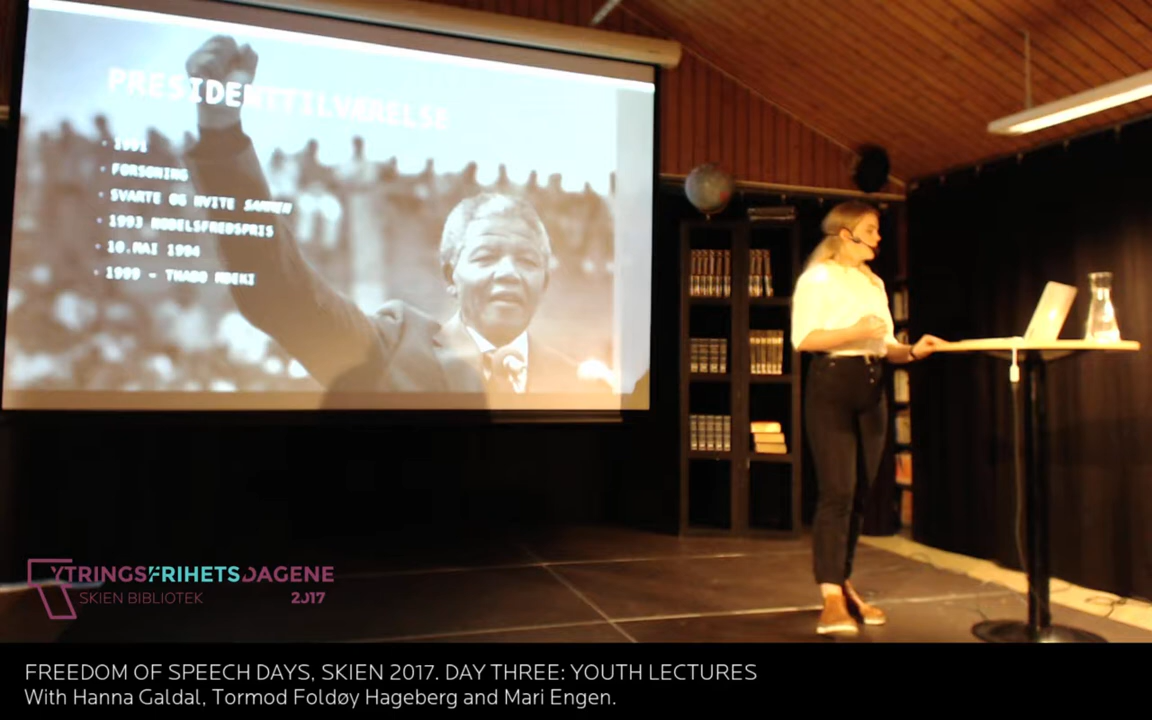 PRESIDENTTILVÆRELSE
1991
FORSONING
SVARTE OG HVITE SAMMEN
1993 NOBELSFREDSPRIS
10.MAI 1994
1999 - THABO MBEKI
YTRINGSFRIHETSDAGENE
SKIEN BIBLIOTEK 2017
FREEDOM OF SPEECH DAYS, SKIEN 2017. DAY THREE: YOUTH LECTURES
With Hanna Galdal, Tormod Foldøy Hageberg and Mari Engen.